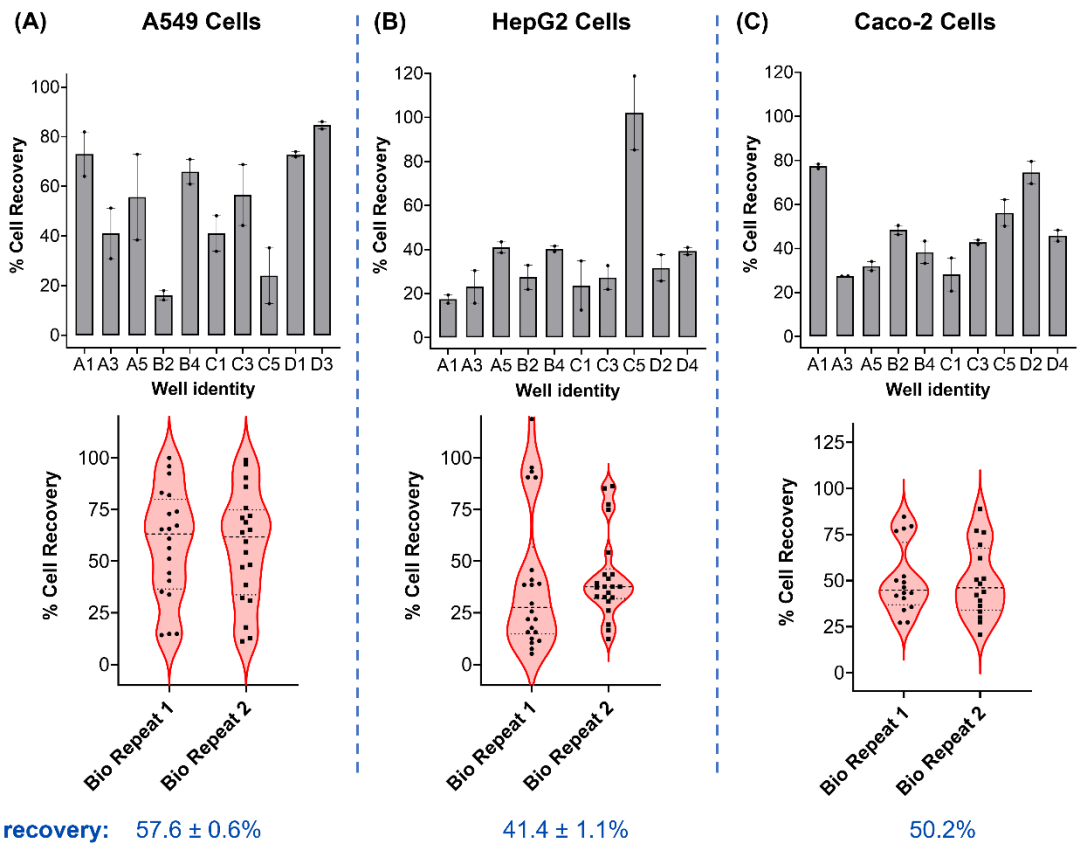 (A) A549 Cells
100
80
60
40
20
0
% Cell Recovery
A1 A3 A5 B2 B4 C1 C3 C5 D1 D3
Well identity
(B) HepG2 Cells
120
100
80
60
40
20
0
% Cell Recovery
A1 A3 A5 B2 B4 C1 C3 C5 D2 D4
Well identity
(C) Caco-2 Cells
120
100
80
60
40
20
0
% Cell Recovery
A1 A3 A5 B2 B4 C1 C3 C5 D2 D4
Well identity
100
75
50
25
0
% Cell Recovery
Bio Repeat 1
Bio Repeat 2
100
75
50
25
0
% Cell Recovery
Bio Repeat 1
Bio Repeat 2
125
100
75
50
25
0
% Cell Recovery
Bio Repeat 1
Bio Repeat 2
recovery: 57.6 ± 0.6% 41.4 ± 1.1% 50.2%